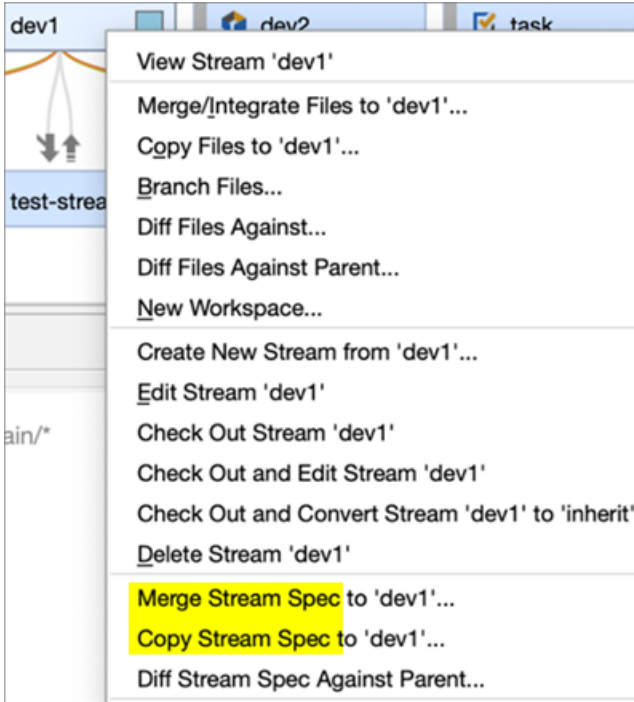 dev1
dev2
task
View Stream 'dev1'
Merge/Integrate Files to 'dev1'...
Copy Files to 'dev1'...
Branch Files...
Diff Files Against...
test-strea
Diff Files Against Parent...
New Workspace...
Create New Stream from 'dev1'...
Edit Stream 'dev1'
Check Out Stream 'dev1'
ain/*
Check Out and Edit Stream 'dev1'
Check Out and Convert Stream 'dev1' to 'inherit'
Delete Stream 'dev1'
Merge Stream Spec to 'dev1'...
Copy Stream Spec to 'dev1'...
Diff Stream Spec Against Parent...